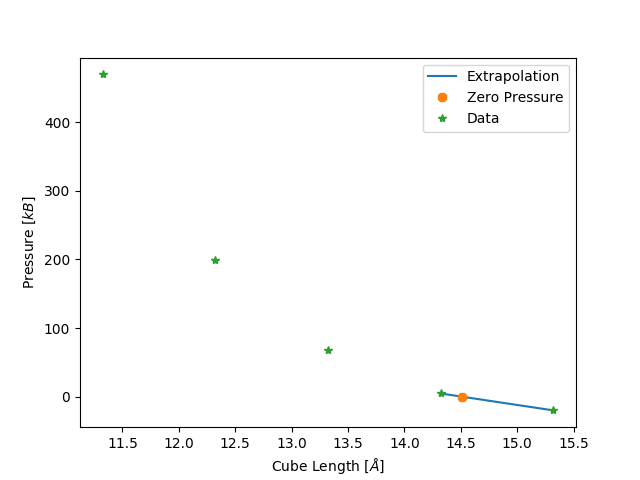 Extrapolation
Zero Pressure
Data
400
300
200
100
0
Pressure [kB]
11.5 12.0 12.5 13.0 13.5 14.0 14.5 15.0 15.5
Cube Length [Å]